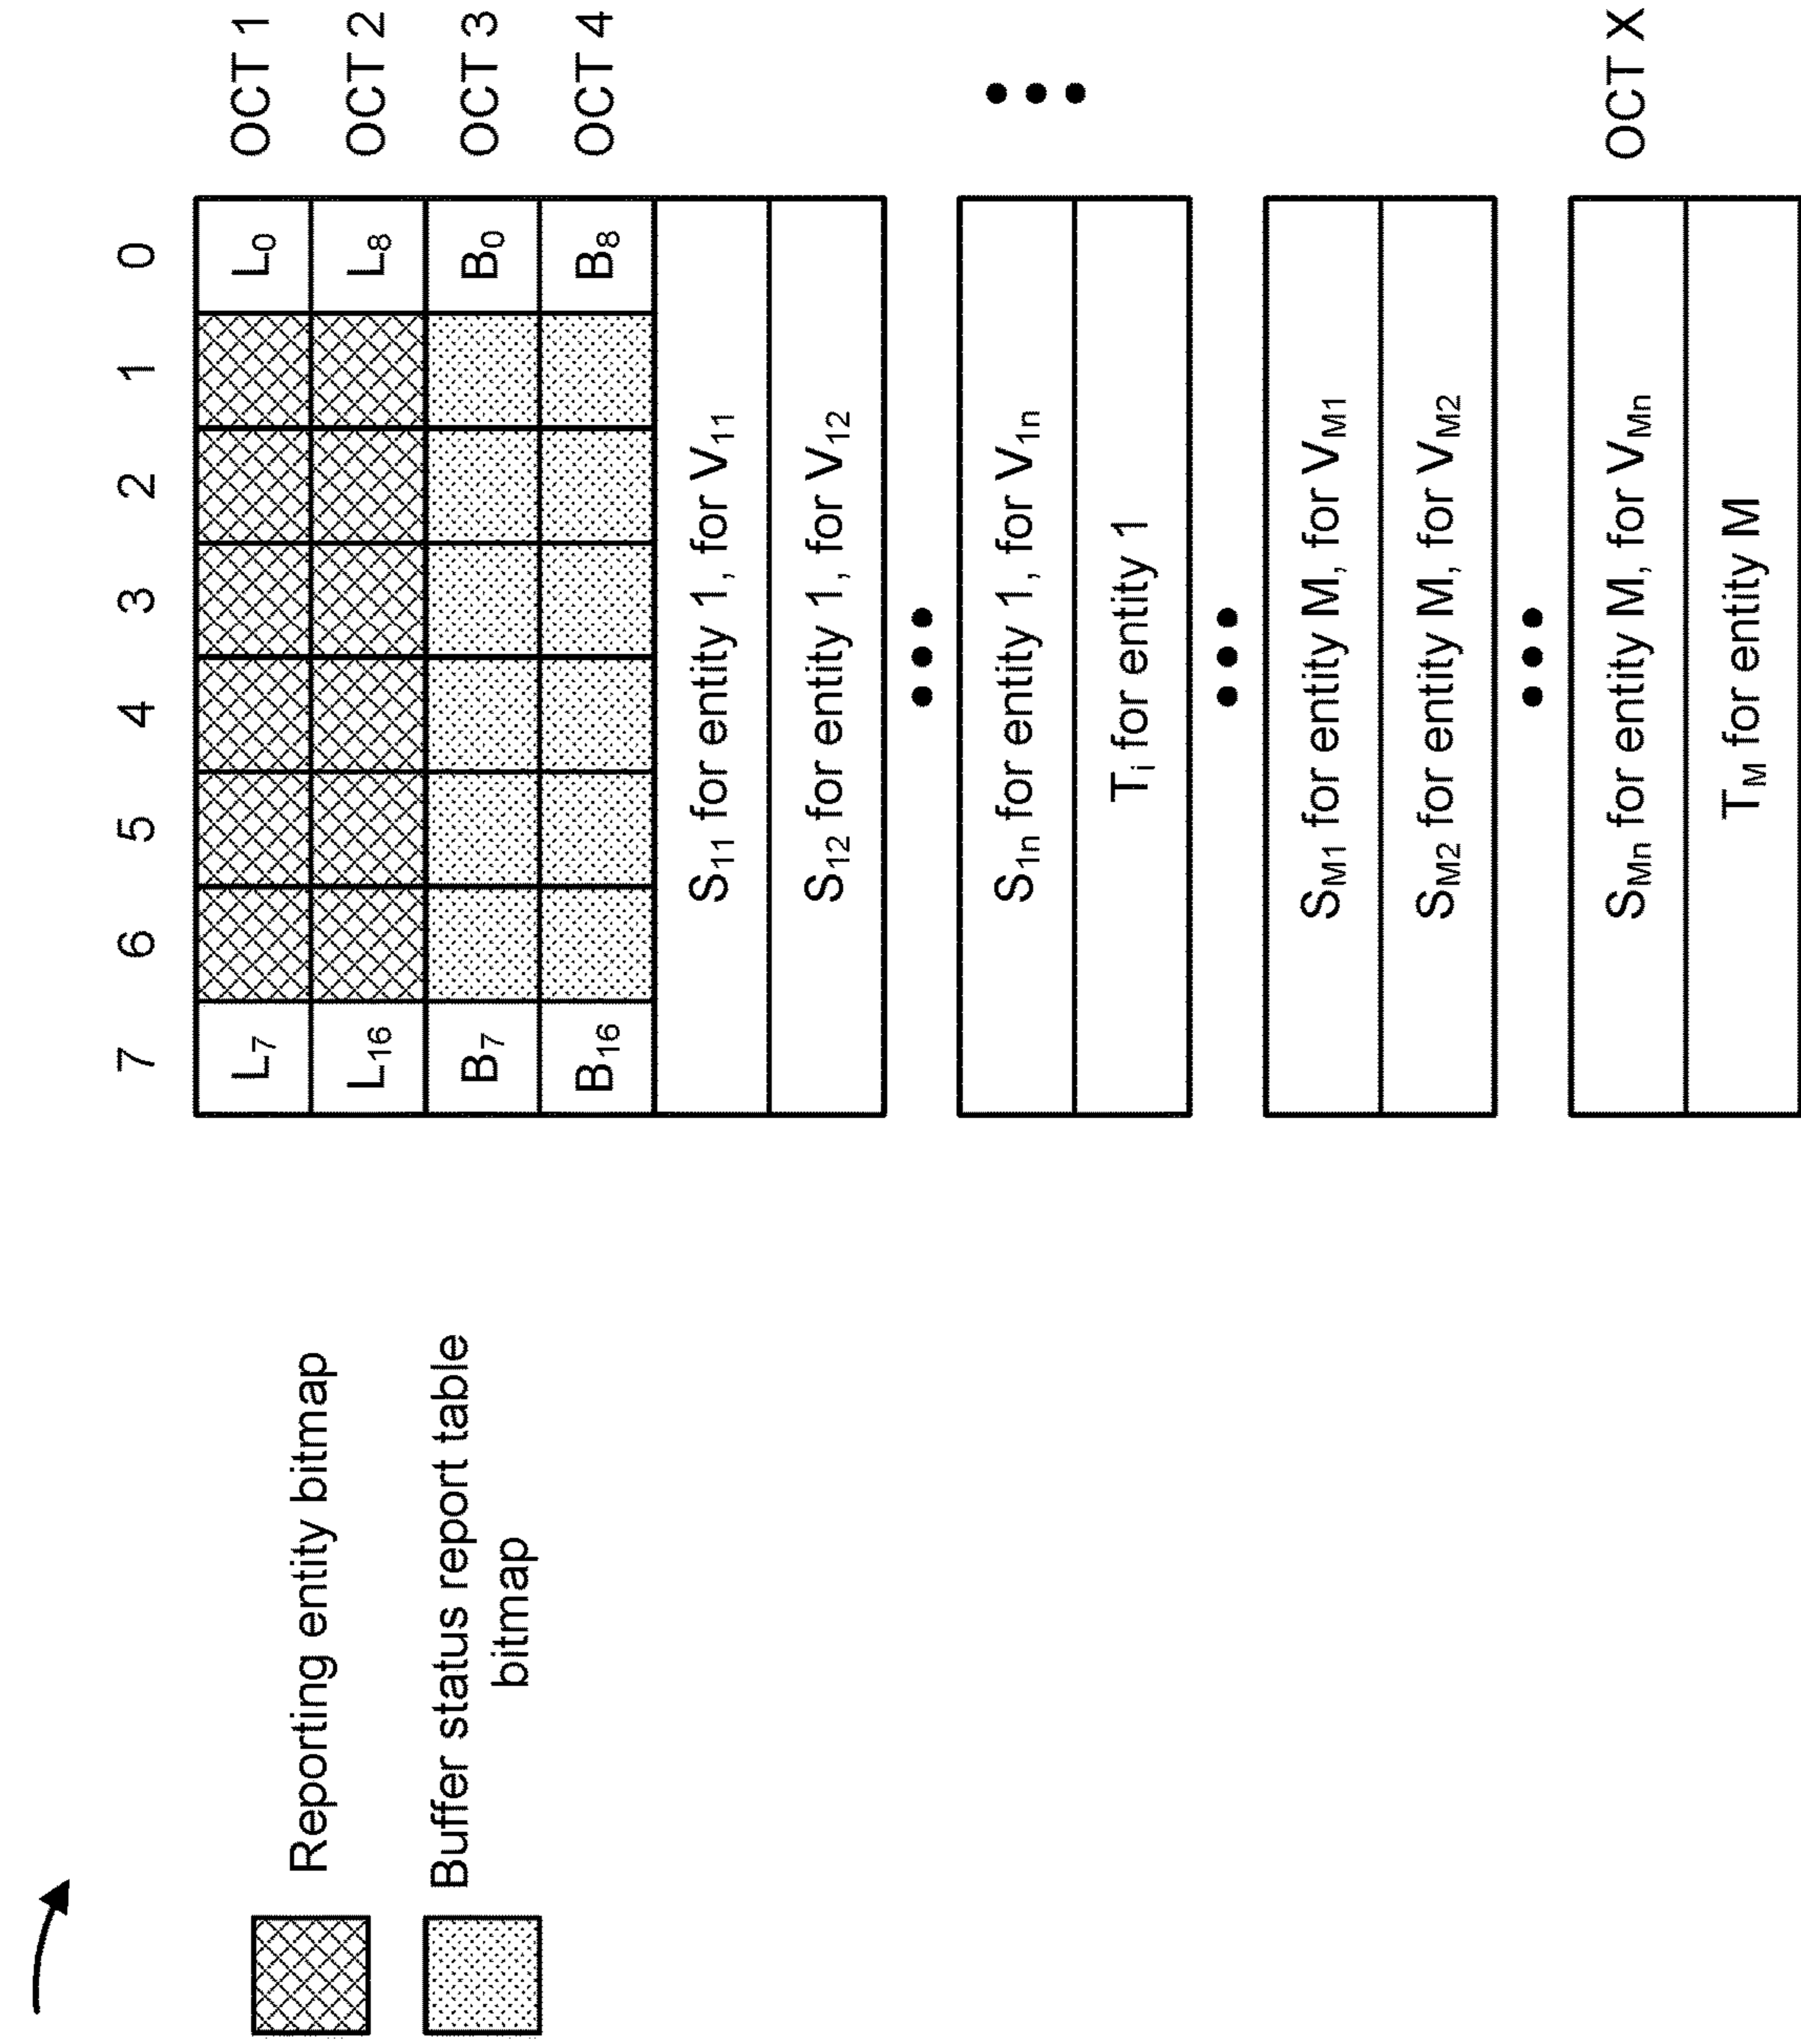 Reporting entity bitmap
Buffer status report table
bitmap
7 6 5 4 3 2 1 0
L7 L0 OCT 1
L16 L8 OCT 2
B7 B0 OCT 3
B16 B8 OCT 4
S11 for entity 1, for V11
S12 for entity 1, for V12
S1n for entity 1, for V1n
Ti for entity 1
SM1 for entity M, for VM1
SM2 for entity M, for VM2
SMn for entity M, for VMn OCT X
TM for entity M